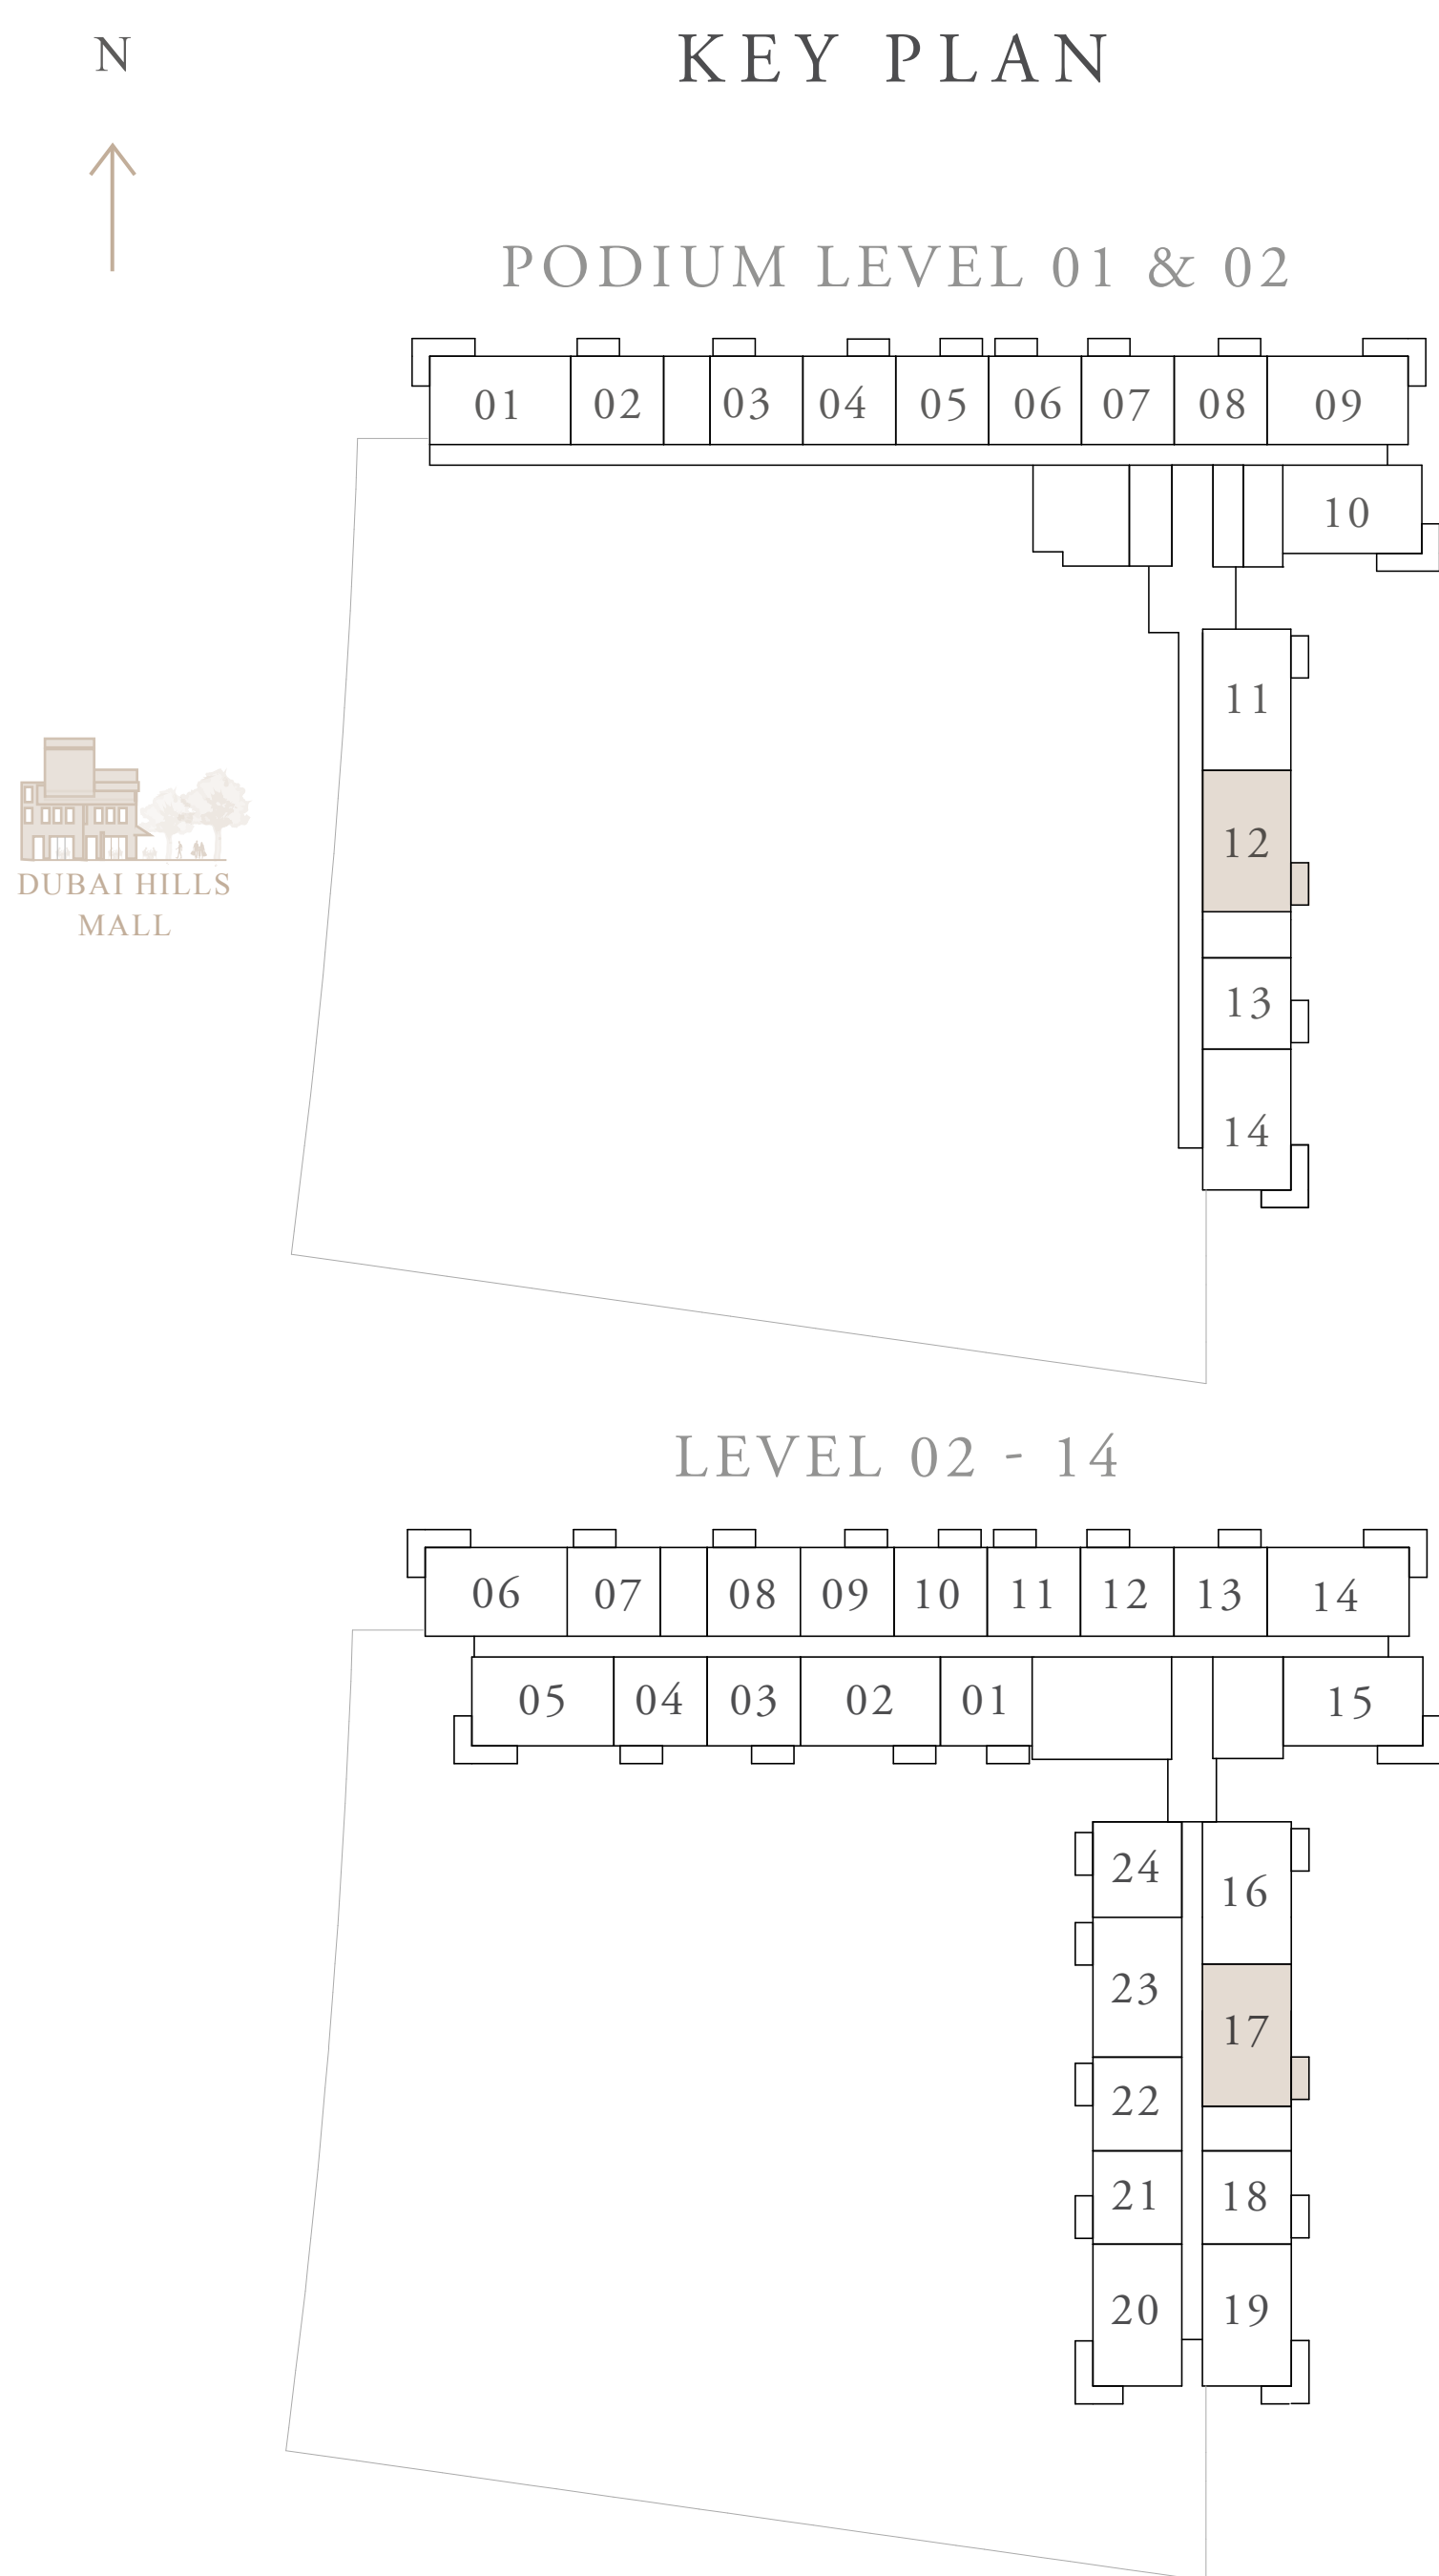 N
KEY PLAN
PODIUM LEVEL 01 & 02
01 02 03 04 05 06 07 08 09
10
11
12
DUBAI HILLS
MALL
13
14
LEVEL 02 - 14
06 07 08 09 10 11 12 13 14
05 04 03 02 01 15
24 16
23 17
22
21 18
20 19